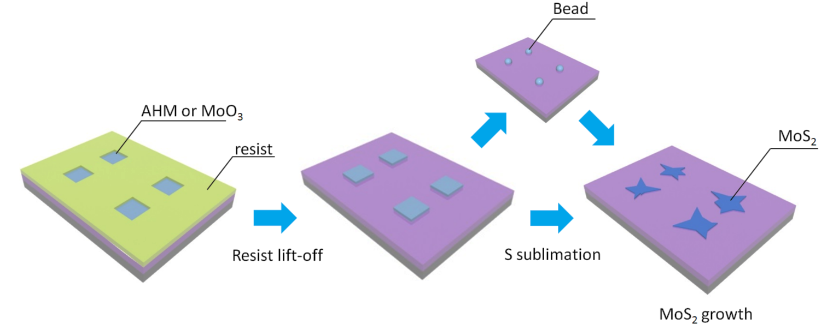 Bead
AHM or MoO₃
resist
MoS₂
Resist lift-off
S sublimation
MoS₂ growth